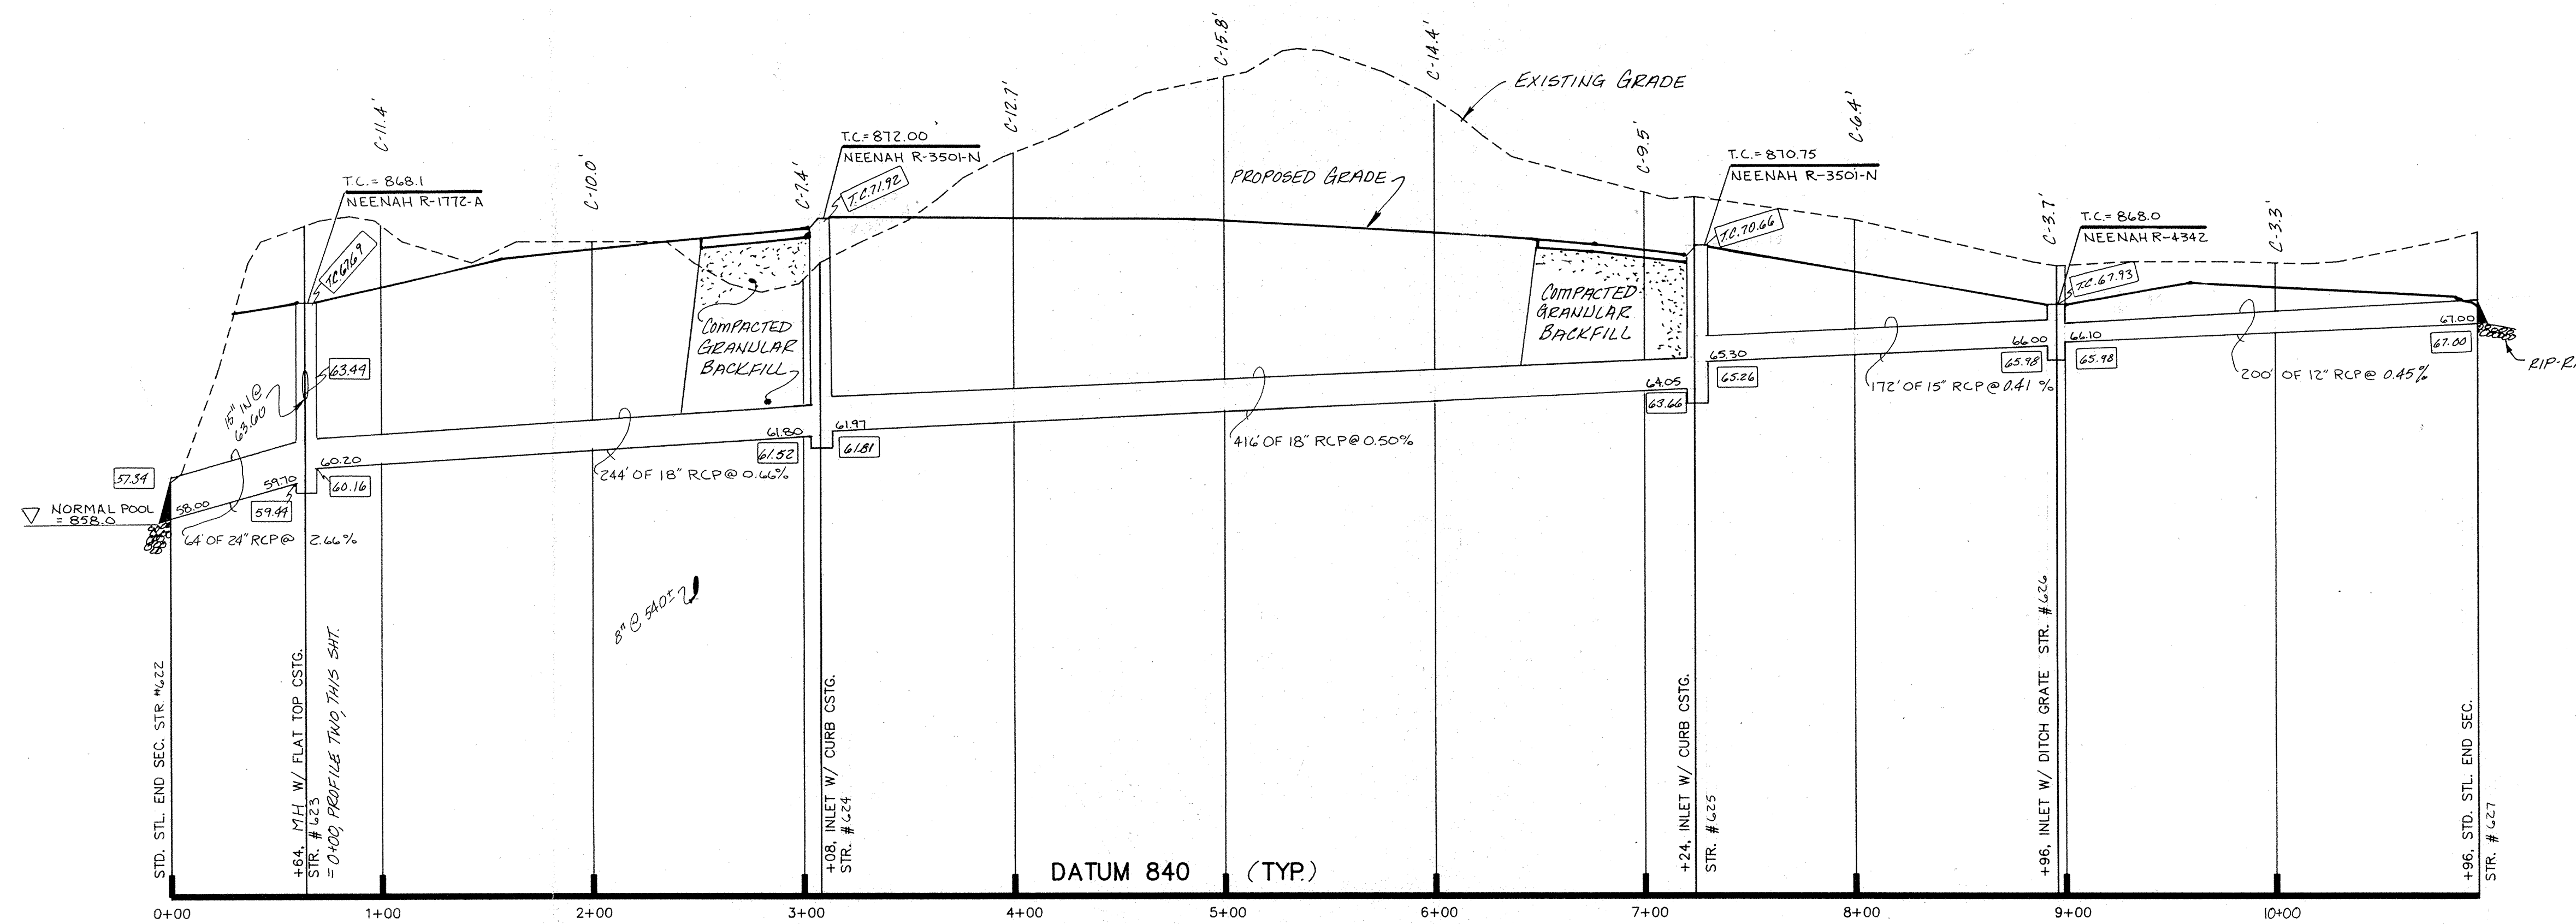 C-11.4'
C-10.0'
C-7.4'
C-12.7'
C-15.8'
C-14.4'
C-9.5'
C-6.4'
C-3.7'
C-3.3'
EXISTING GRADE
PROPOSED GRADE
T.C.= 868.1
NEENAH R-1772-A
T.C.= 872.00
NEENAH R-3501-N
T.C.71.92
T.C.= 870.75
NEENAH R-3501-N
T.C.70.66
T.C.= 868.0
NEENAH R-4342
T.C.67.93
COMPACTED
GRANULAR
BACKFILL
COMPACTED
GRANULAR
BACKFILL
15" IN @
63.60
63.49
57.34
NORMAL POOL
= 858.0
58.00
59.70
59.44
60.20
60.16
64' OF 24" RCP @ 2.66%
244' OF 18" RCP @ 0.66%
61.80
61.52
61.97
61.81
416' OF 18" RCP @ 0.50%
64.05
63.66
65.30
65.26
172' OF 15" RCP @ 0.41 %
66.00
65.98
66.10
65.98
200' OF 12" RCP @ 0.45%
67.00
67.00
8" @ 540±
STD. STL. END SEC. STR. #622
+64, MH W/ FLAT TOP CSTG.
STR. #623
= 0+00, PROFILE TWO, THIS SHT.
+08, INLET W/ CURB CSTG.
STR. #624
+24, INLET W/ CURB CSTG.
STR. #625
+96, INLET W/ DITCH GRATE STR. #626
+96, STD. STL. END SEC.
STR. #627
DATUM 840 (TYP.)
0+00 1+00 2+00 3+00 4+00 5+00 6+00 7+00 8+00 9+00 10+00